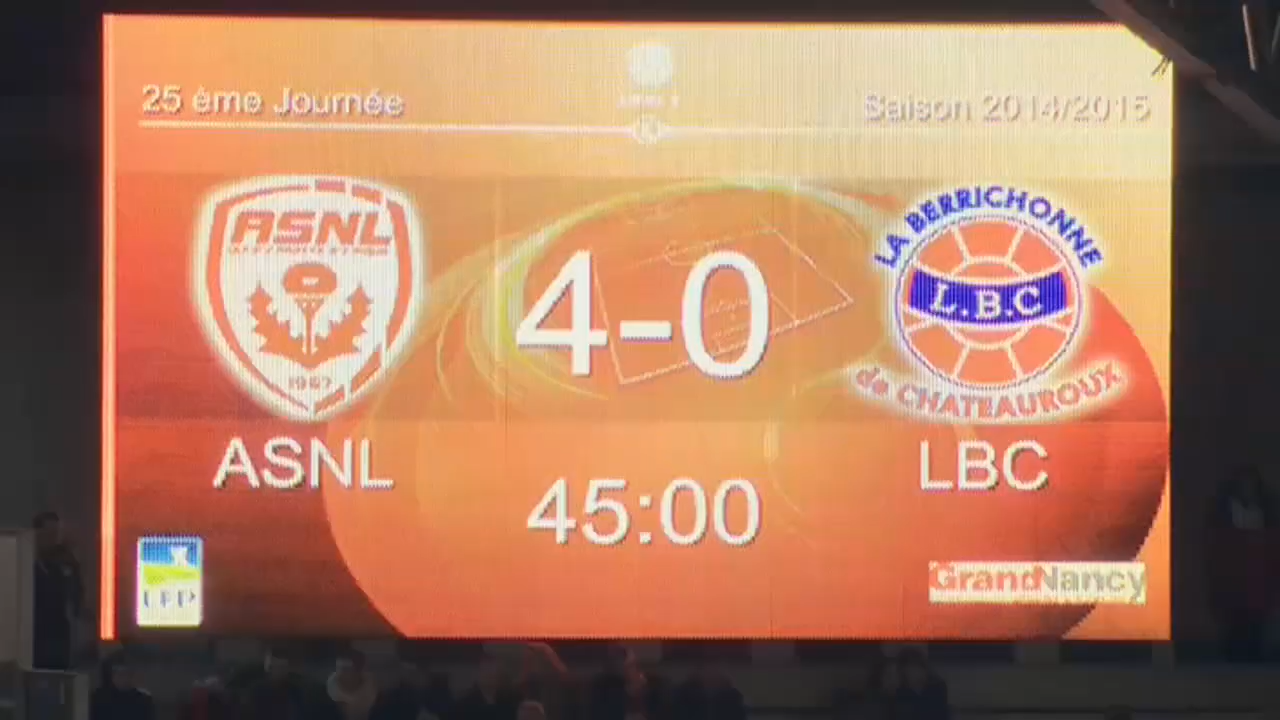 25 ème Journée
Saison 2014/2015
ASNL
1967
4-0
LA BERRICHONNE
L.B.C
de CHATEAUROUX
ASNL
45:00
LBC
LFP
GrandNancy